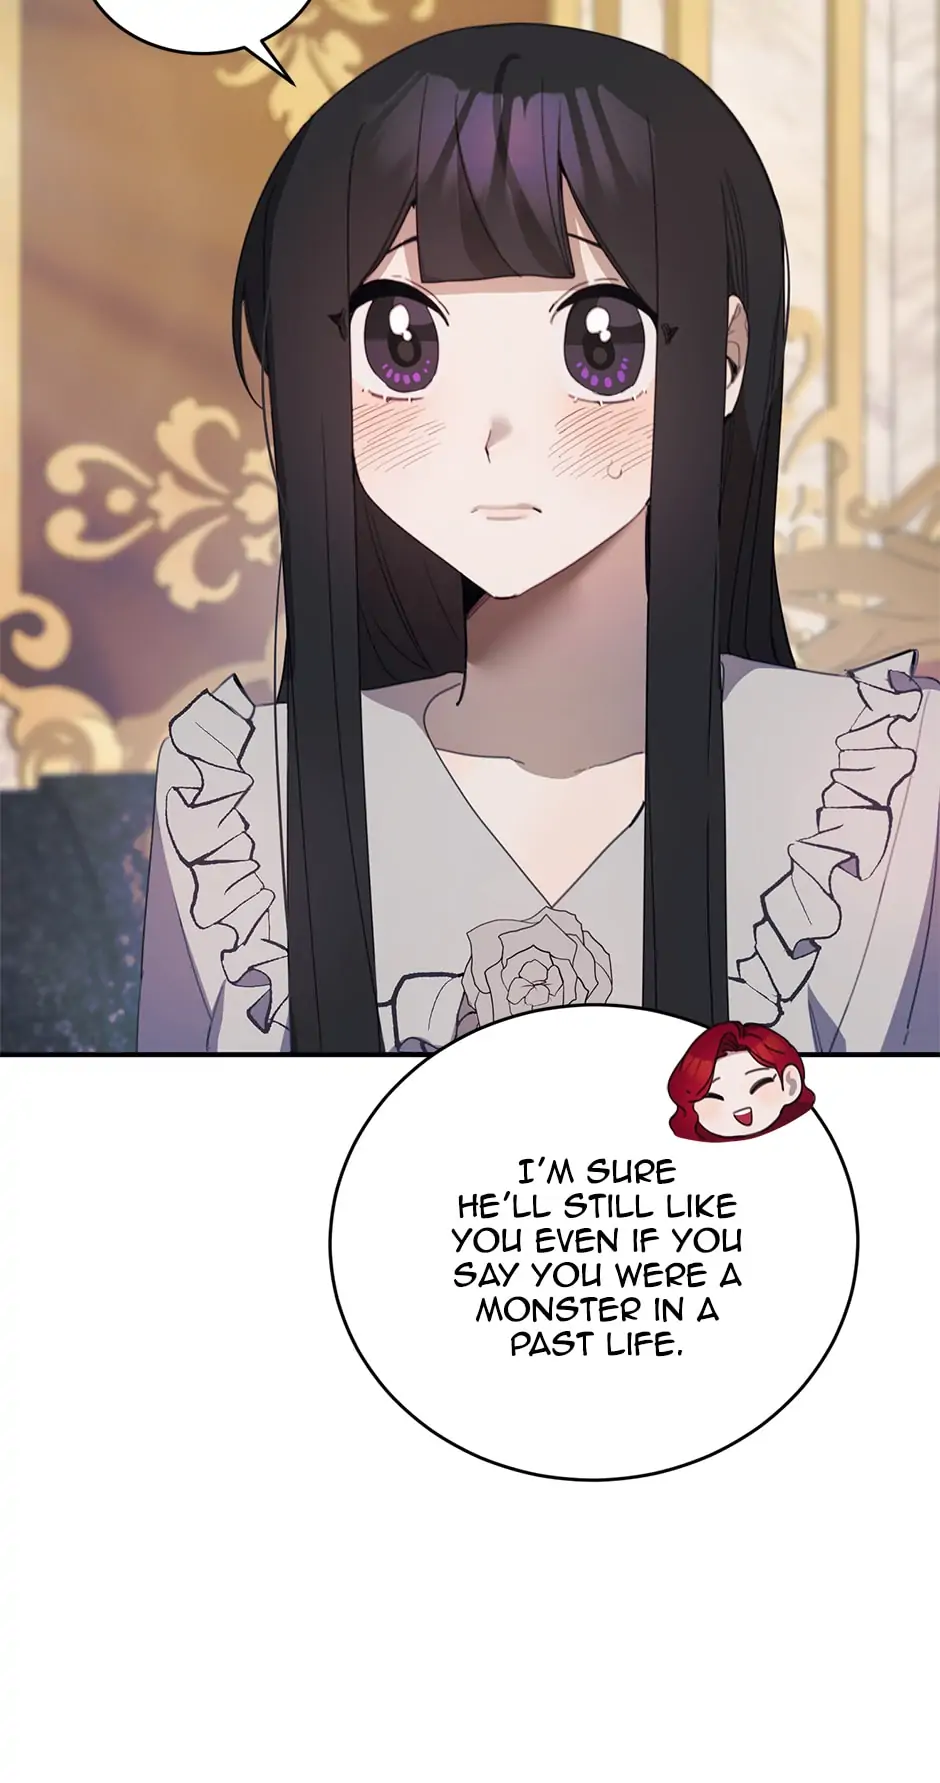 I'M SURE
HE'LL STILL LIKE
YOU EVEN IF YOU
SAY YOU WERE A
MONSTER IN A
PAST LIFE.